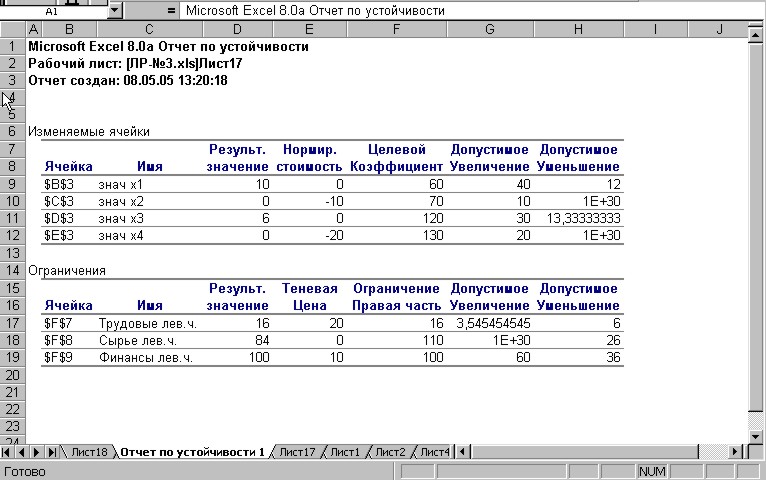 A1 = Microsoft Excel 8.0a Отчет по устойчивости
A B C D E F G H I J
1 Microsoft Excel 8.0a Отчет по устойчивости
2 Рабочий лист: [ЛР-№3.xls]Лист17
3 Отчет создан: 08.05.05 13:20:18
4
5
6 Изменяемые ячейки
7 Результ. Нормир. Целевой Допустимое Допустимое
8 Ячейка Имя значение стоимость Коэффициент Увеличение Уменьшение
9 $B$3 знач x1 10 0 60 40 12
10 $C$3 знач x2 0 -10 70 10 1E+30
11 $D$3 знач x3 6 0 120 30 13,33333333
12 $E$3 знач x4 0 -20 130 20 1E+30
13
14 Ограничения
15 Результ. Теневая Ограничение Допустимое Допустимое
16 Ячейка Имя значение Цена Правая часть Увеличение Уменьшение
17 $F$7 Трудовые лев.ч. 16 20 16 3,545454545 6
18 $F$8 Сырье лев.ч. 84 0 110 1E+30 26
19 $F$9 Финансы лев.ч. 100 10 100 60 36
20
21
22
23
24
Лист18 Отчет по устойчивости 1 Лист17 Лист1 Лист2 Лист4
Готово NUM